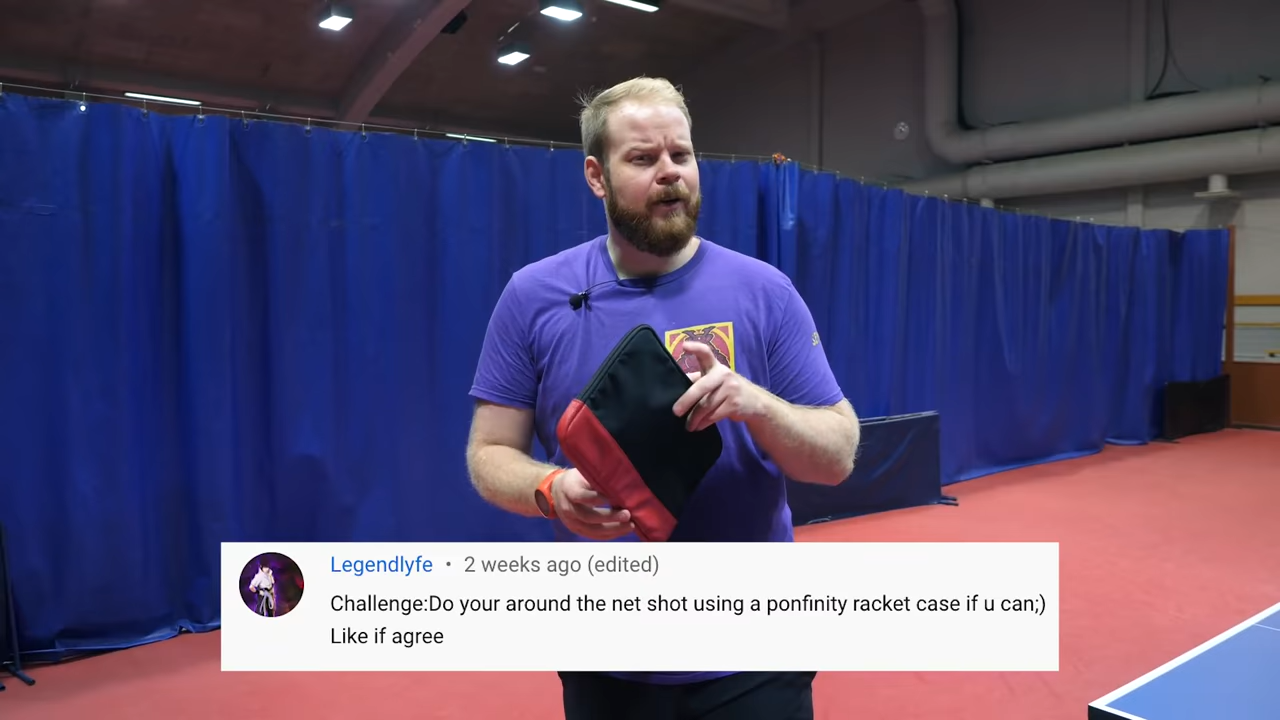 Legendlyfe • 2 weeks ago (edited)
Challenge:Do your around the net shot using a ponfinity racket case if u can;)
Like if agree